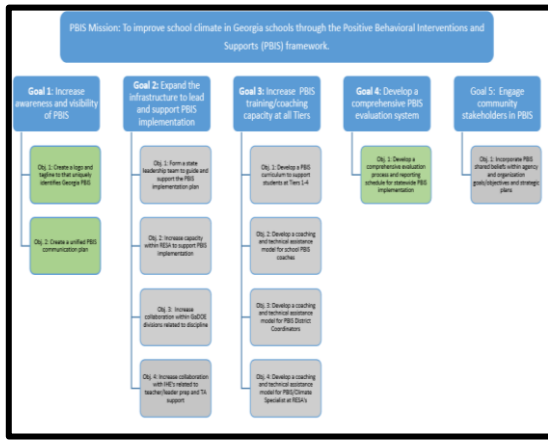 PBIS Mission: To improve school climate in Georgia schools through the Positive Behavioral Interventions and
Supports (PBIS) framework.
Goal 1: Increase
awareness and visibility
of PBIS
Obj. 1: Create a logo and
tagline to that uniquely
identifies Georgia PBIS
Obj. 2: Create a unified PBIS
communication plan
Goal 2: Expand the
infrastructure to lead
and support PBIS
implementation
Obj. 1: Form a state
leadership team to guide and
support the PBIS
implementation plan
Obj. 2: Increase capacity
within RESA to support PBIS
implementation
Obj. 3: Increase
collaboration within GaDOE
divisions related to discipline
Obj. 4: Increase collaboration
with IHE's related to
teacher/leader prep and TA
support
Goal 3: Increase PBIS
training/coaching
capacity at all Tiers
Obj. 1: Develop a PBIS
curriculum to support
students at Tiers 1-4
Obj. 2: Develop a coaching
and technical assistance
model for school PBIS
coaches
Obj. 3: Develop a coaching
and technical assistance
model for PBIS District
Coordinators
Obj. 4: Develop a coaching
and technical assistance
model for PBIS/Climate
Specialist at RESA's
Goal 4: Develop a
comprehensive PBIS
evaluation system
Obj. 1: Develop a
comprehensive evaluation
process and reporting
schedule for statewide PBIS
implementation
Goal 5: Engage
community
stakeholders in PBIS
Obj. 1: Incorporate PBIS
shared beliefs within agency
and organization
goals/objectives and strategic
plans